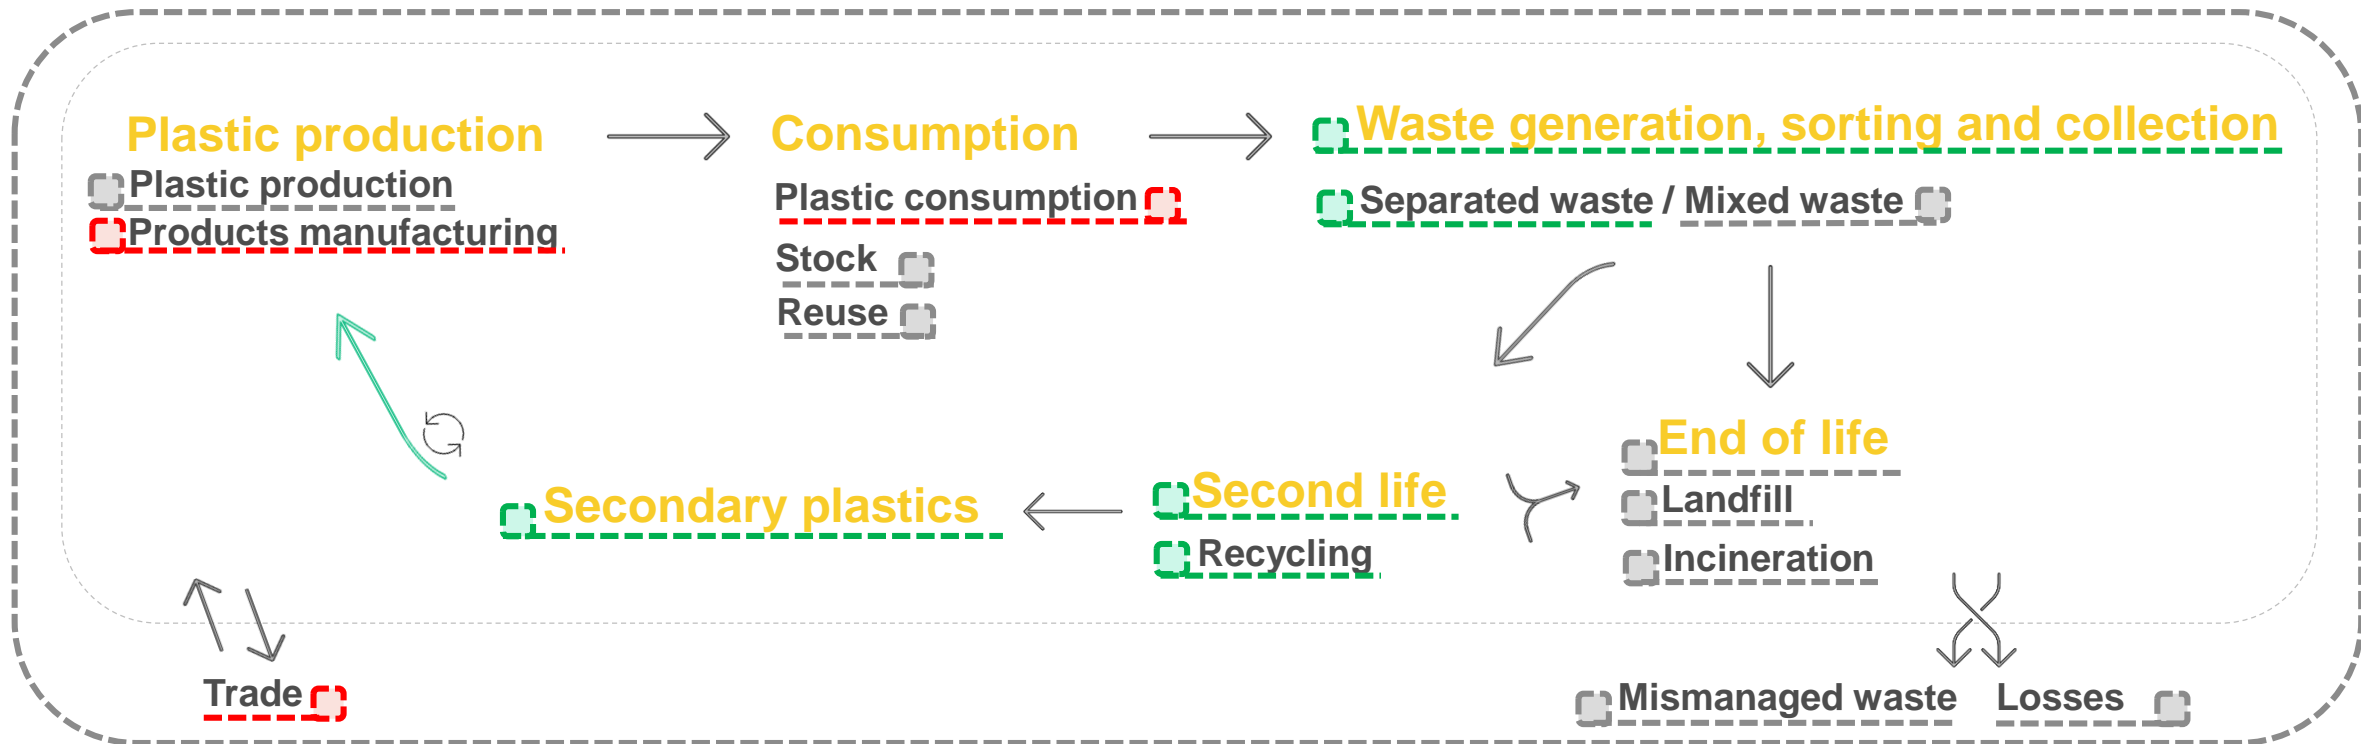 Plastic production
Plastic production
Products manufacturing
Consumption
Plastic consumption
Stock
Reuse
Waste generation, sorting and collection
Separated waste / Mixed waste
End of life
Landfill
Incineration
Second life
Recycling
Secondary plastics
Trade
Mismanaged waste
Losses